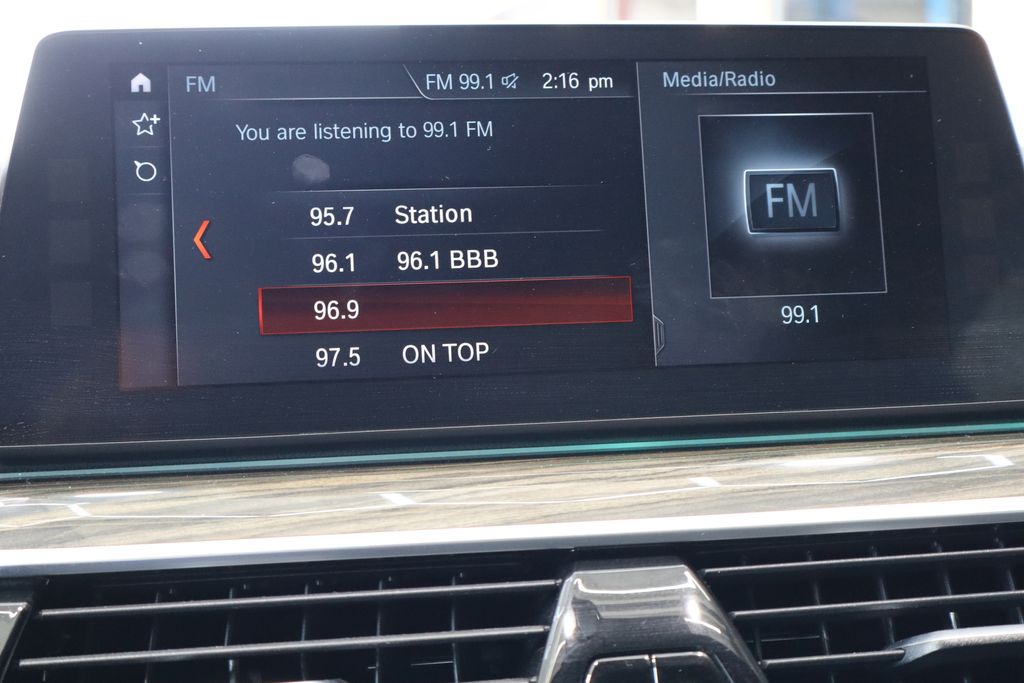 FM
FM 99.1 2:16 pm
Media/Radio
You are listening to 99.1 FM
95.7 Station
96.1 96.1 BBB
96.9
97.5 ON TOP
FM
99.1